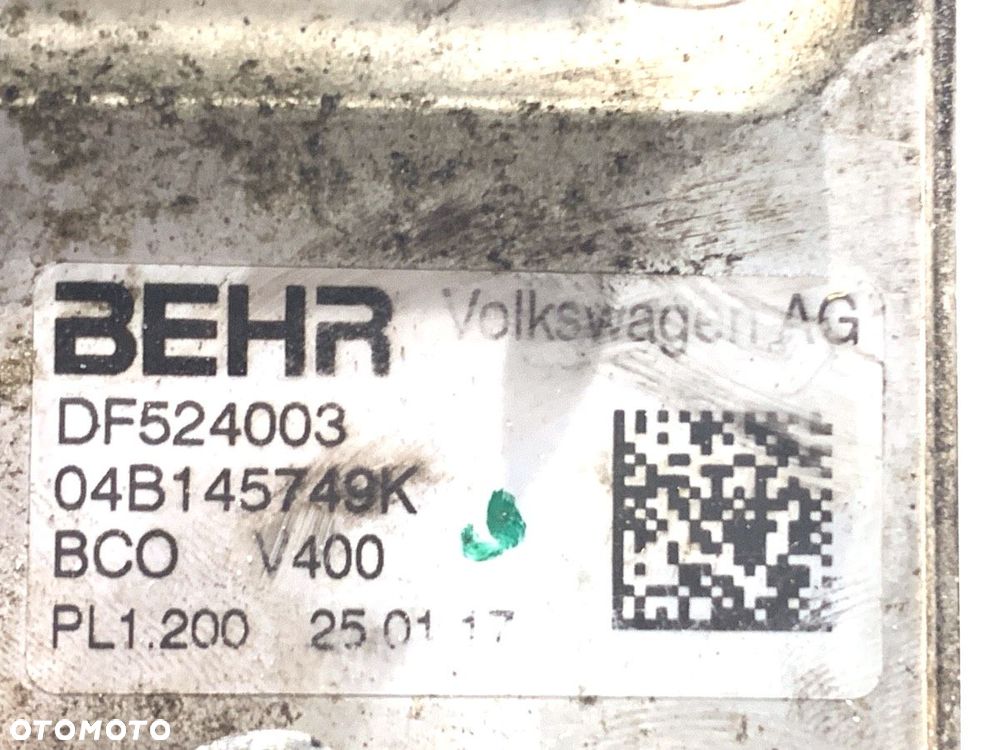 BEHR Volkswagen AG
DF524003
04B145749K
BCO V400
PL1.200 25.01.17
OTOMOTO